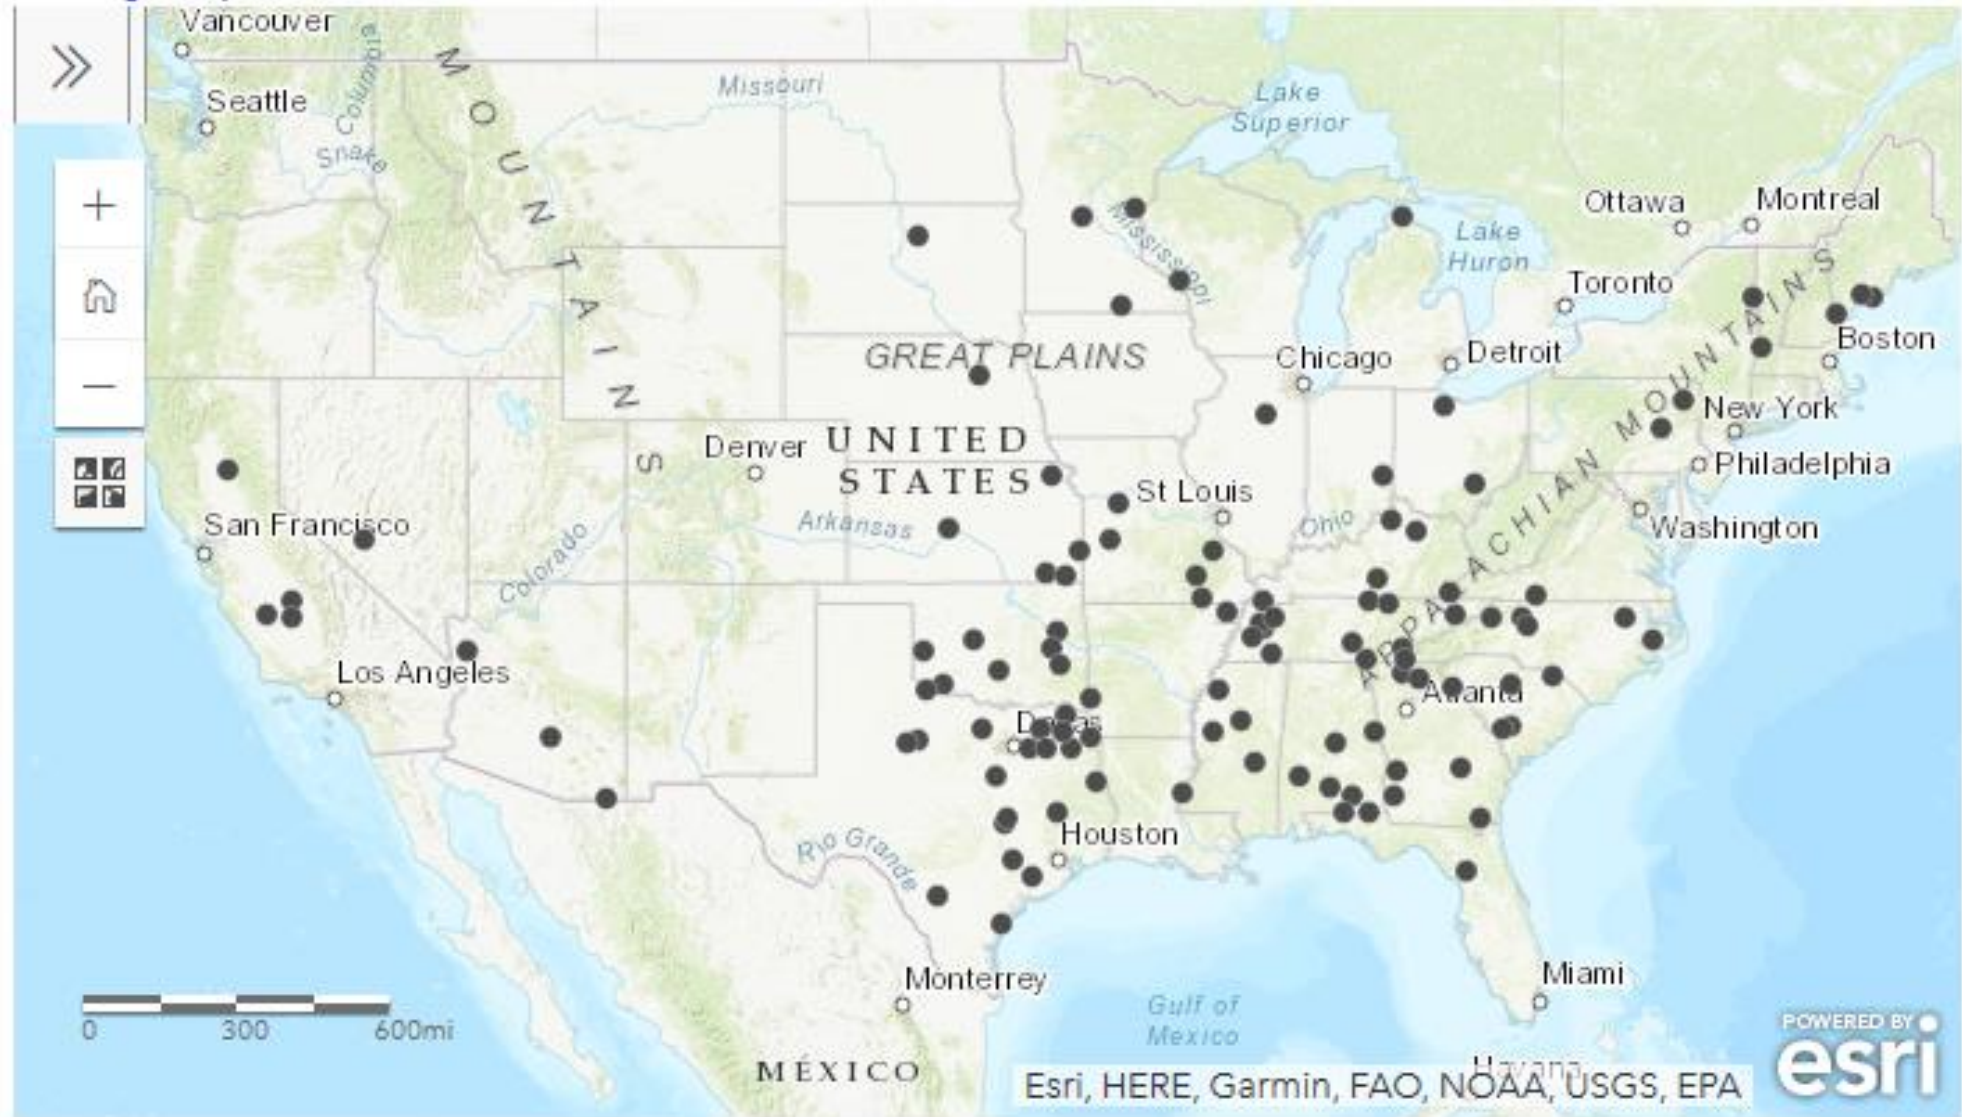 Vancouver
Seattle
Columbia
Snake
MOUNTAINS
Missouri
Lake
Superior
Ottawa
Montreal
Mississippi
Lake
Huron
Toronto
GREAT PLAINS
Chicago
Detroit
Boston
APPALACHIAN MOUNTAINS
New York
Denver
UNITED
STATES
St Louis
Philadelphia
San Francisco
Colorado
Arkansas
Ohio
Washington
Los Angeles
Dallas
Atlanta
Rio Grande
Houston
Monterrey
Miami
Gulf of
Mexico
0 300 600mi
MÉXICO
Havana
Esri, HERE, Garmin, FAO, NOAA, USGS, EPA
POWERED BY
esri